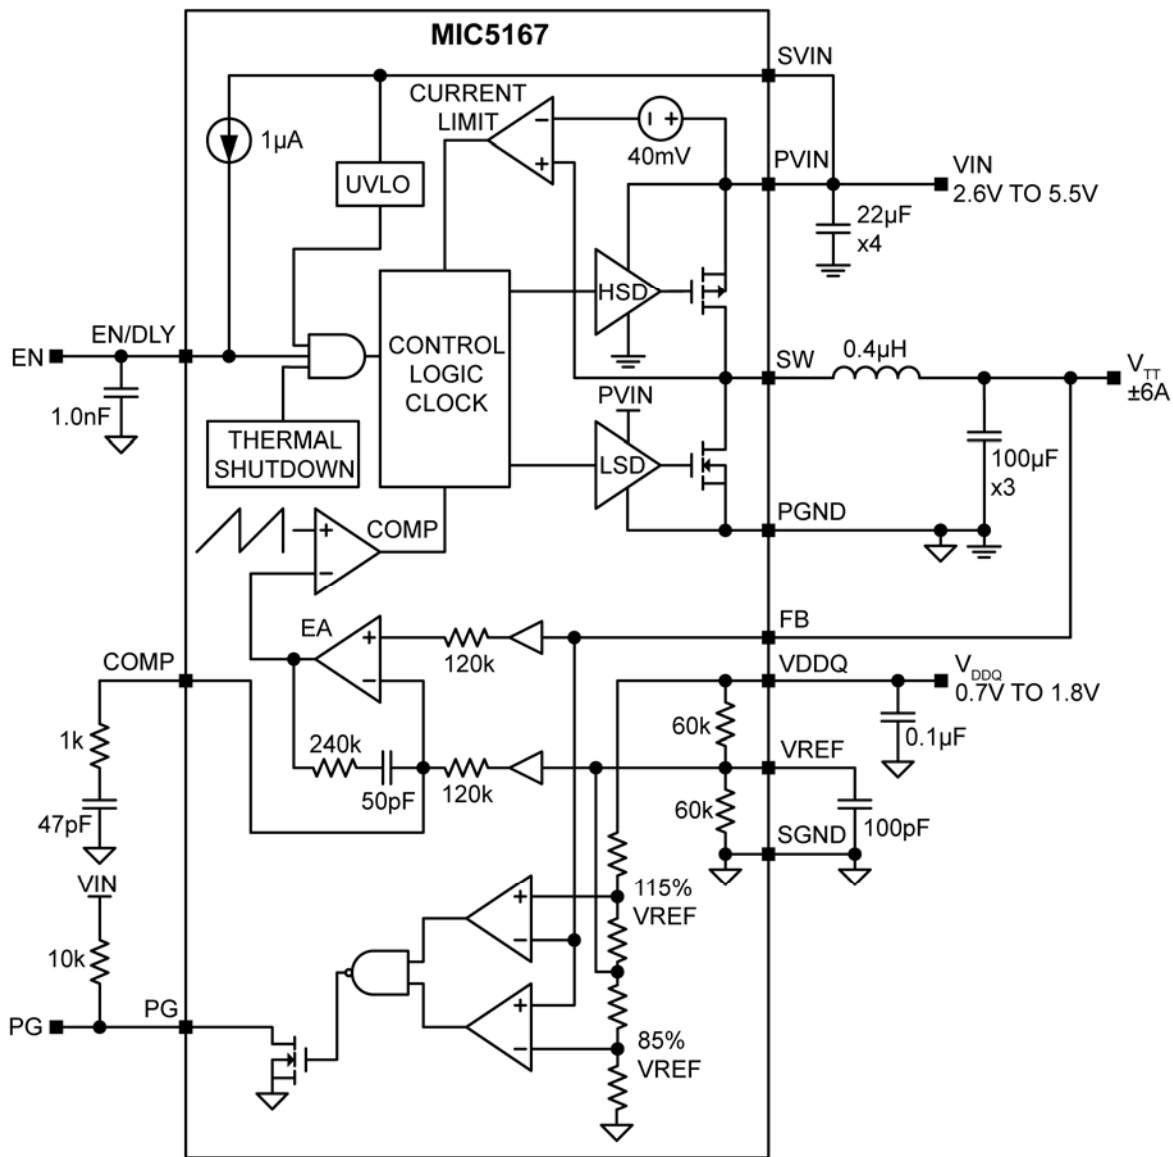 MIC5167
SVIN
CURRENT
LIMIT
1µA
40mV
UVLO
PVIN
VIN
2.6V TO 5.5V
22µF
x4
HSD
EN/DLY
EN
1.0nF
CONTROL
LOGIC
CLOCK
SW
0.4µH
VTT
±6A
PVIN
THERMAL
SHUTDOWN
LSD
100µF
x3
PGND
COMP
+
−
FB
EA
+
−
120k
COMP
VDDQ
VDDQ
0.7V TO 1.8V
60k
0.1µF
1k
240k
50pF
120k
VREF
60k
100pF
47pF
SGND
VIN
115%
VREF
+
−
10k
PG
PG
+
−
85%
VREF